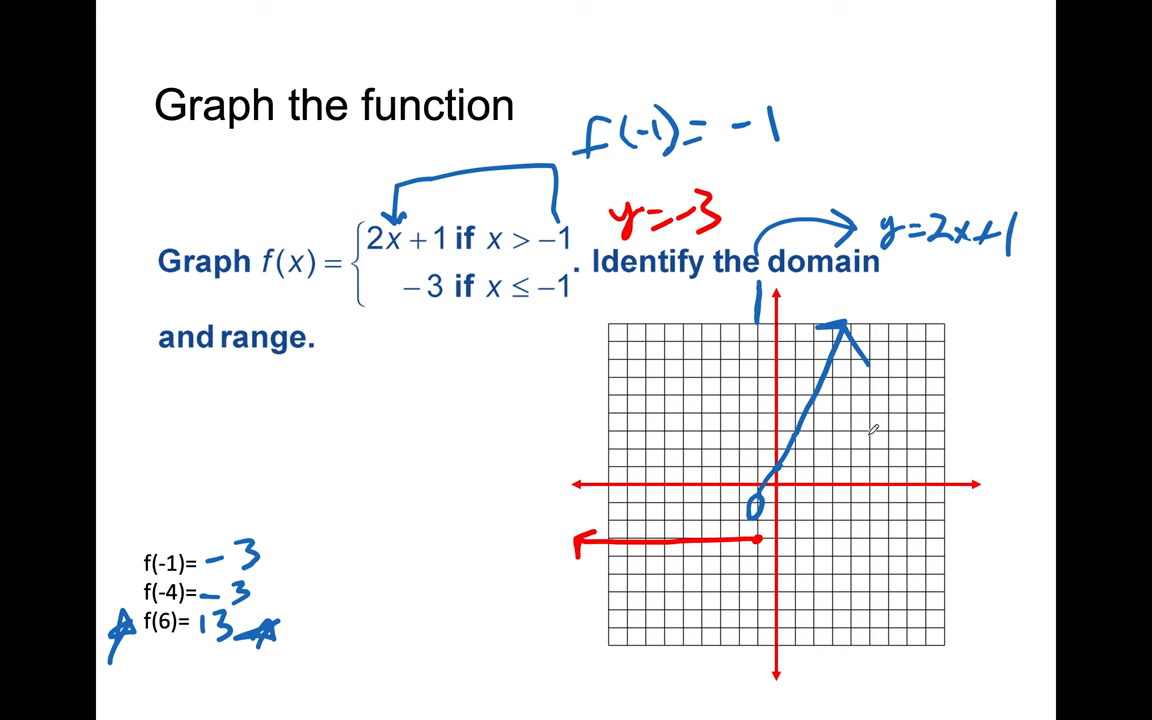 Graph the function
f(-1) = -1
y = -3
y = 2x + 1
Graph f(x) = { 2x + 1 if x > −1
− 3 if x ≤ −1 . Identify the domain
and range.
f(-1)= -3
f(-4)= -3
f(6)= 13